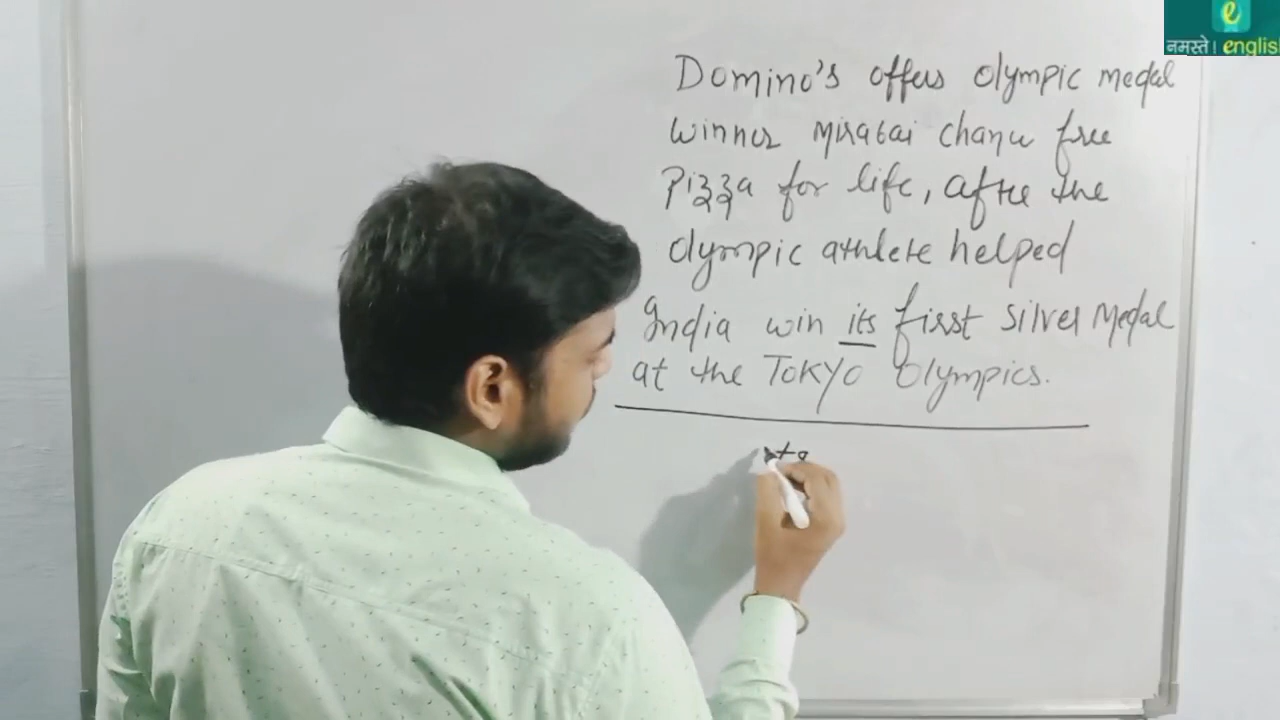 e
नमस्ते। english
Domino's offers Olympic medal
winner Mirabai chanu free
Pizza for life, after the
Olympic athlete helped
India win its first Silver Medal
at the TOKYO Olympics.